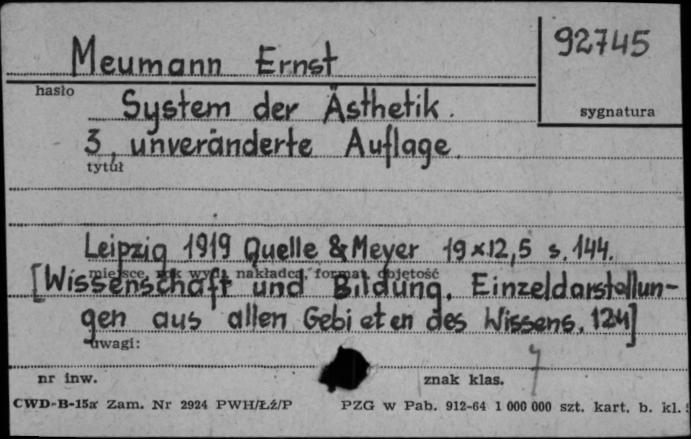 Meumann Ernst
92745
hasło
sygnatura
System der Ästhetik.
3, unveränderte Auflage.
tytuł
Leipzig 1919 Quelle & Meyer 19×12,5 s. 144.
miejsce, rok wyd., nakładca, format, objętość
[Wissenschaft und Bildung. Einzeldarstellun-
gen aus allen Gebieten des Wissens. 124]
uwagi:
nr inw.
znak klas. 7
CWD-B-15a Zam. Nr 2924 PWH/Łź/P PZG w Pab. 912-64 1 000 000 szt. kart. b. kl.